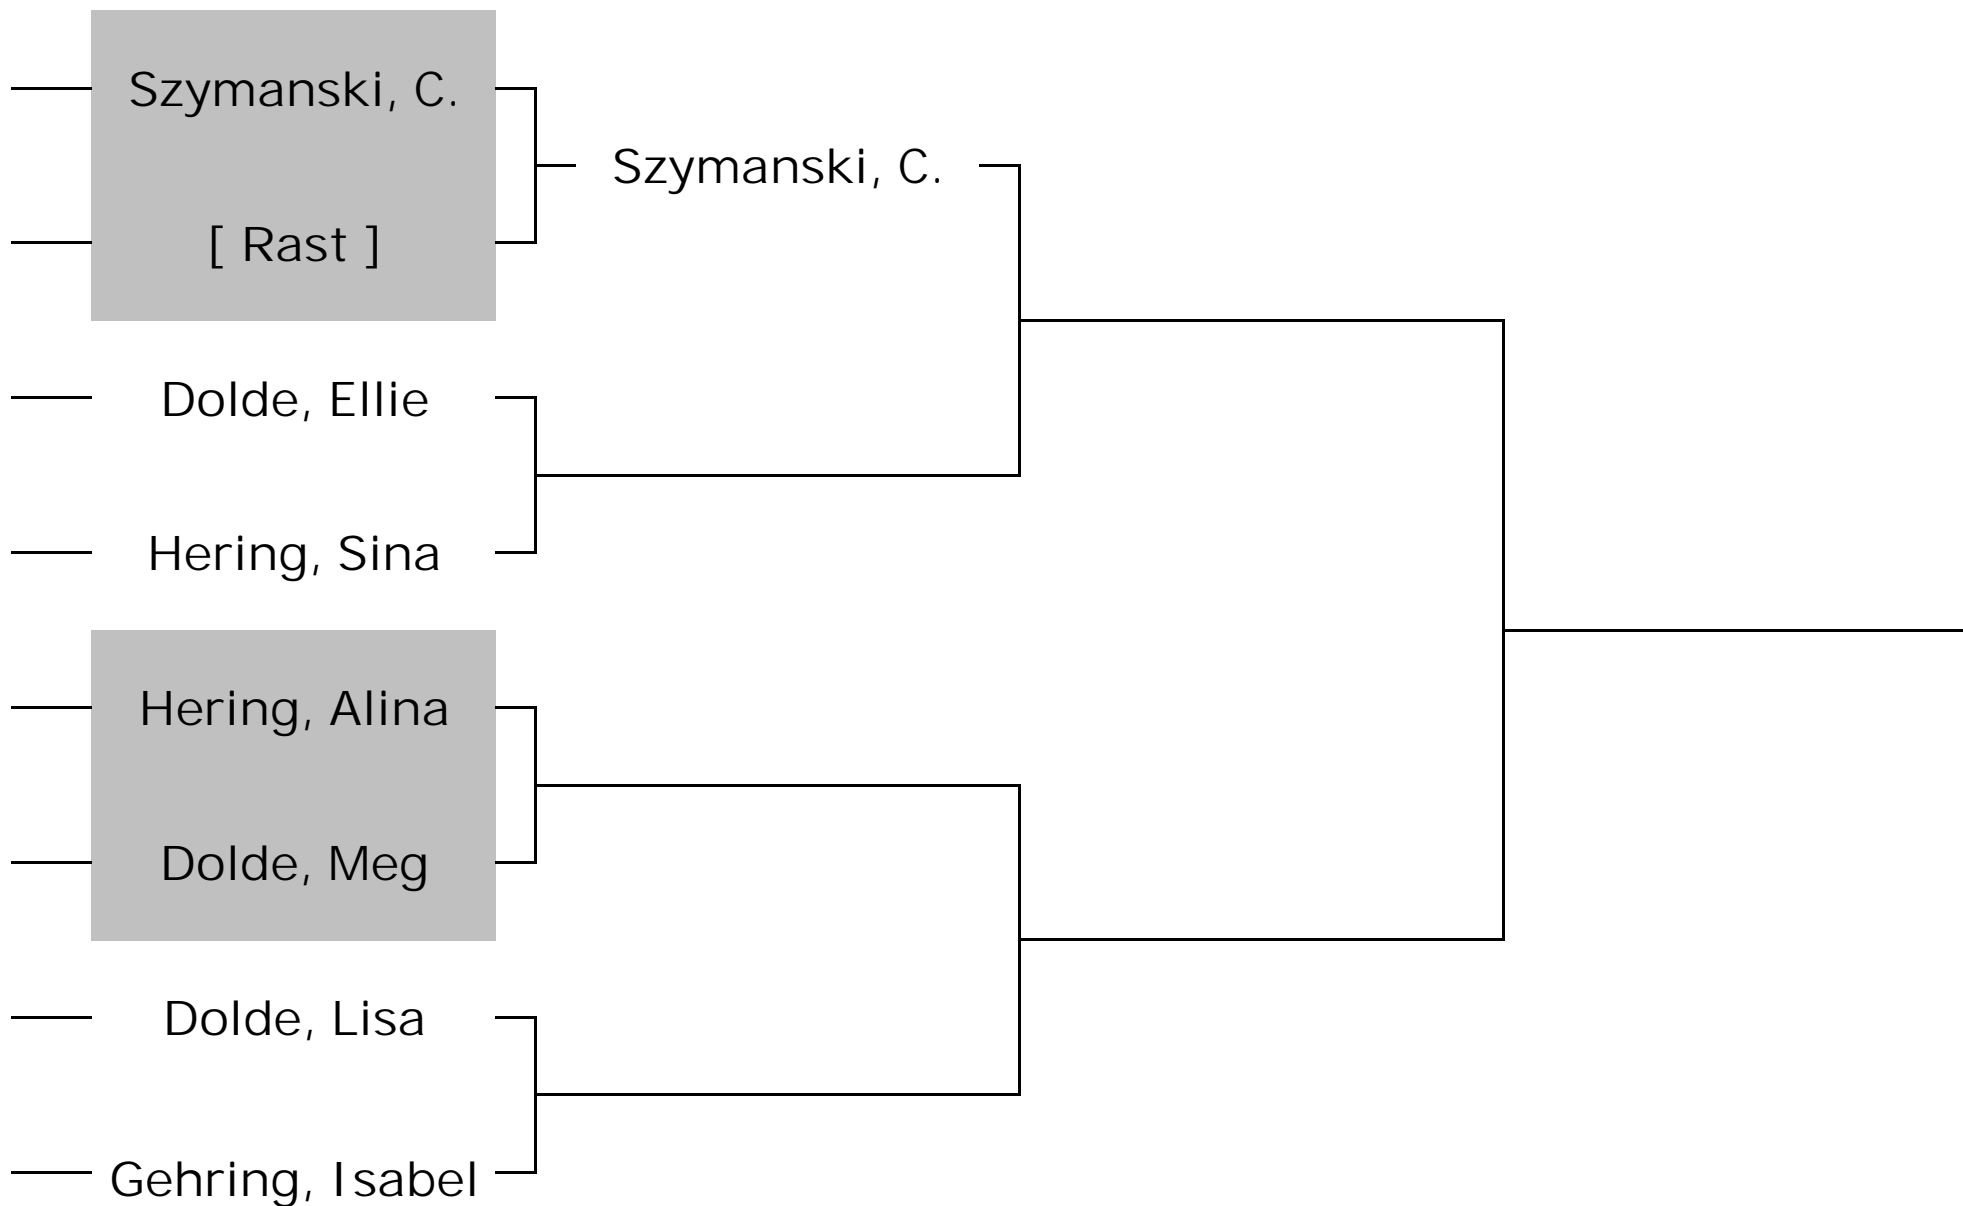 Szymanski, C.
Szymanski, C.
[ Rast ]
Dolde, Ellie
Hering, Sina
Hering, Alina
Dolde, Meg
Dolde, Lisa
Gehring, Isabel